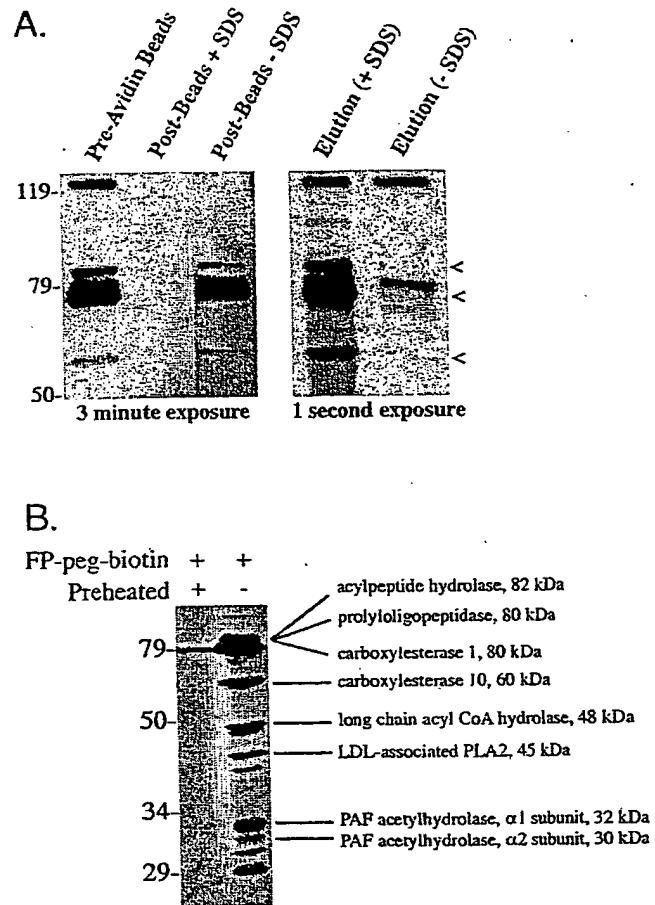 A.
Pre-Avidin Beads
Post-Beads + SDS
Post-Beads - SDS
Elution (+ SDS)
Elution (- SDS)
119-
79-
50-
<
<
<
3 minute exposure
1 second exposure
B.
FP-peg-biotin + +
Preheated + -
79-
50-
34-
29-
acylpeptide hydrolase, 82 kDa
prolyloligopeptidase, 80 kDa
carboxylesterase 1, 80 kDa
carboxylesterase 10, 60 kDa
long chain acyl CoA hydrolase, 48 kDa
LDL-associated PLA2, 45 kDa
PAF acetylhydrolase, α1 subunit, 32 kDa
PAF acetylhydrolase, α2 subunit, 30 kDa